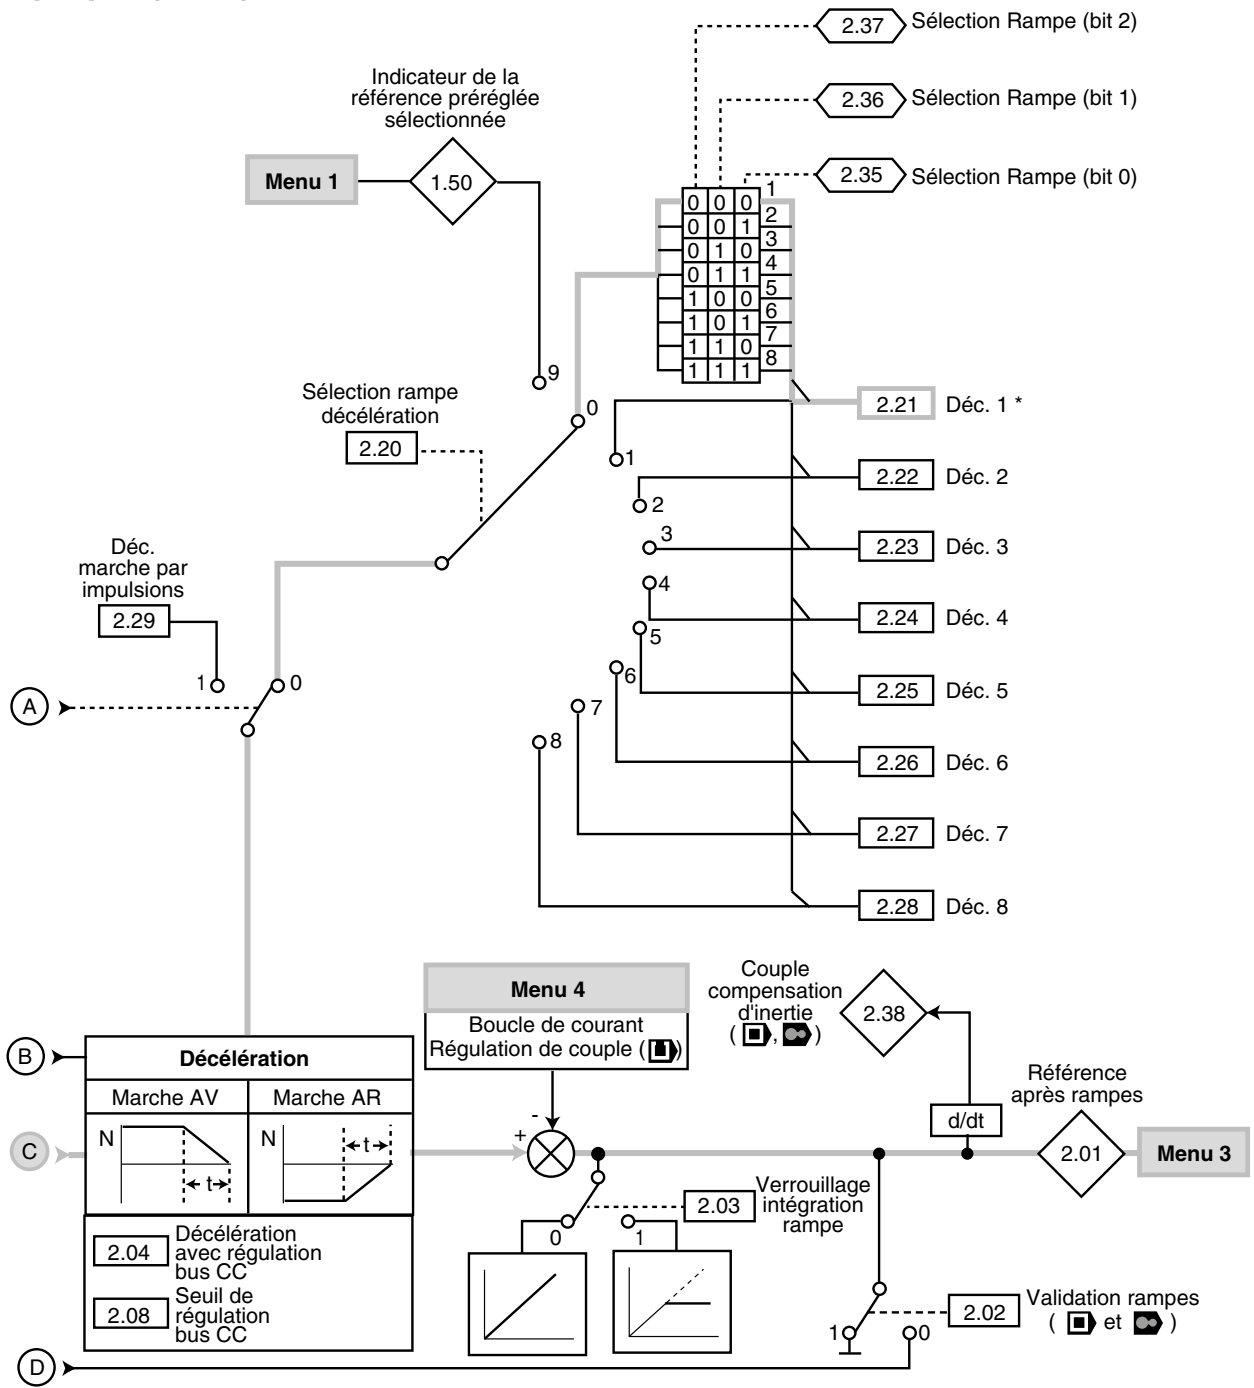 2.37 Sélection Rampe (bit 2)
Indicateur de la
référence préréglée
sélectionnée
2.36 Sélection Rampe (bit 1)
Menu 1
1.50
2.35 Sélection Rampe (bit 0)
0 0 0 1
0 0 1 2
0 1 0 3
0 1 1 4
1 0 0 5
1 0 1 6
1 1 0 7
1 1 1 8
9
0
Sélection rampe
décélération
2.20
2.21 Déc. 1 *
1
2.22 Déc. 2
2
2.23 Déc. 3
3
2.24 Déc. 4
4
2.25 Déc. 5
5
2.26 Déc. 6
6
2.27 Déc. 7
7
2.28 Déc. 8
8
Déc.
marche par
impulsions
2.29
1 0
A
Menu 4
Boucle de courant
Régulation de couple ( )
Couple
compensation
d'inertie
( , )
2.38
B
Décélération
Marche AV Marche AR
N t
N t
C
- +
d/dt
Référence
après rampes
2.01
Menu 3
2.03
Verrouillage
intégration
rampe
0 1
2.04
Décélération
avec régulation
bus CC
2.08
Seuil de
régulation
bus CC
2.02
Validation rampes
( et )
1 0
D